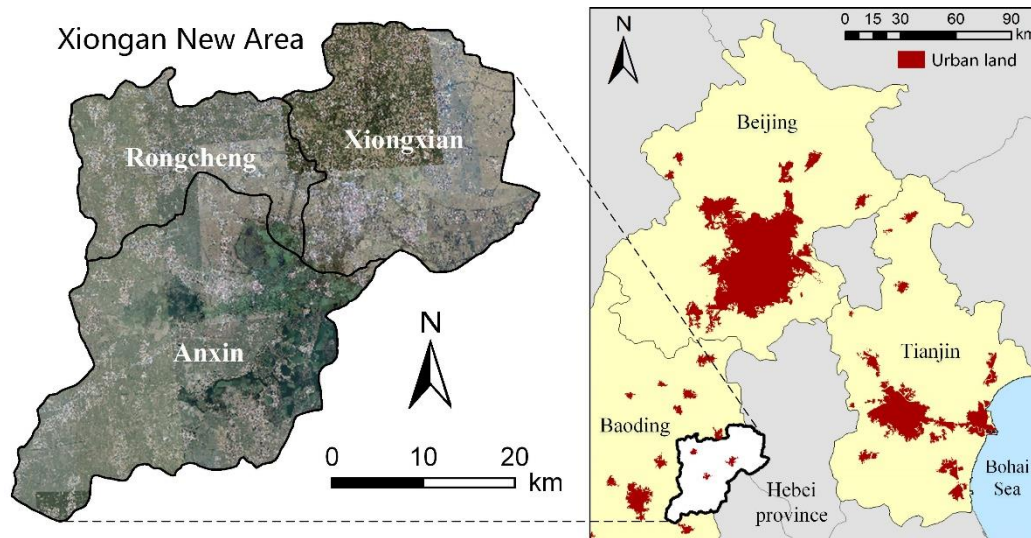 Xiongan New Area
Rongcheng
Xiongxian
Anxin
N
0 10 20
km
N
0 15 30 60 90
km
Urban land
Beijing
Tianjin
Baoding
Hebei
province
Bohai
Sea